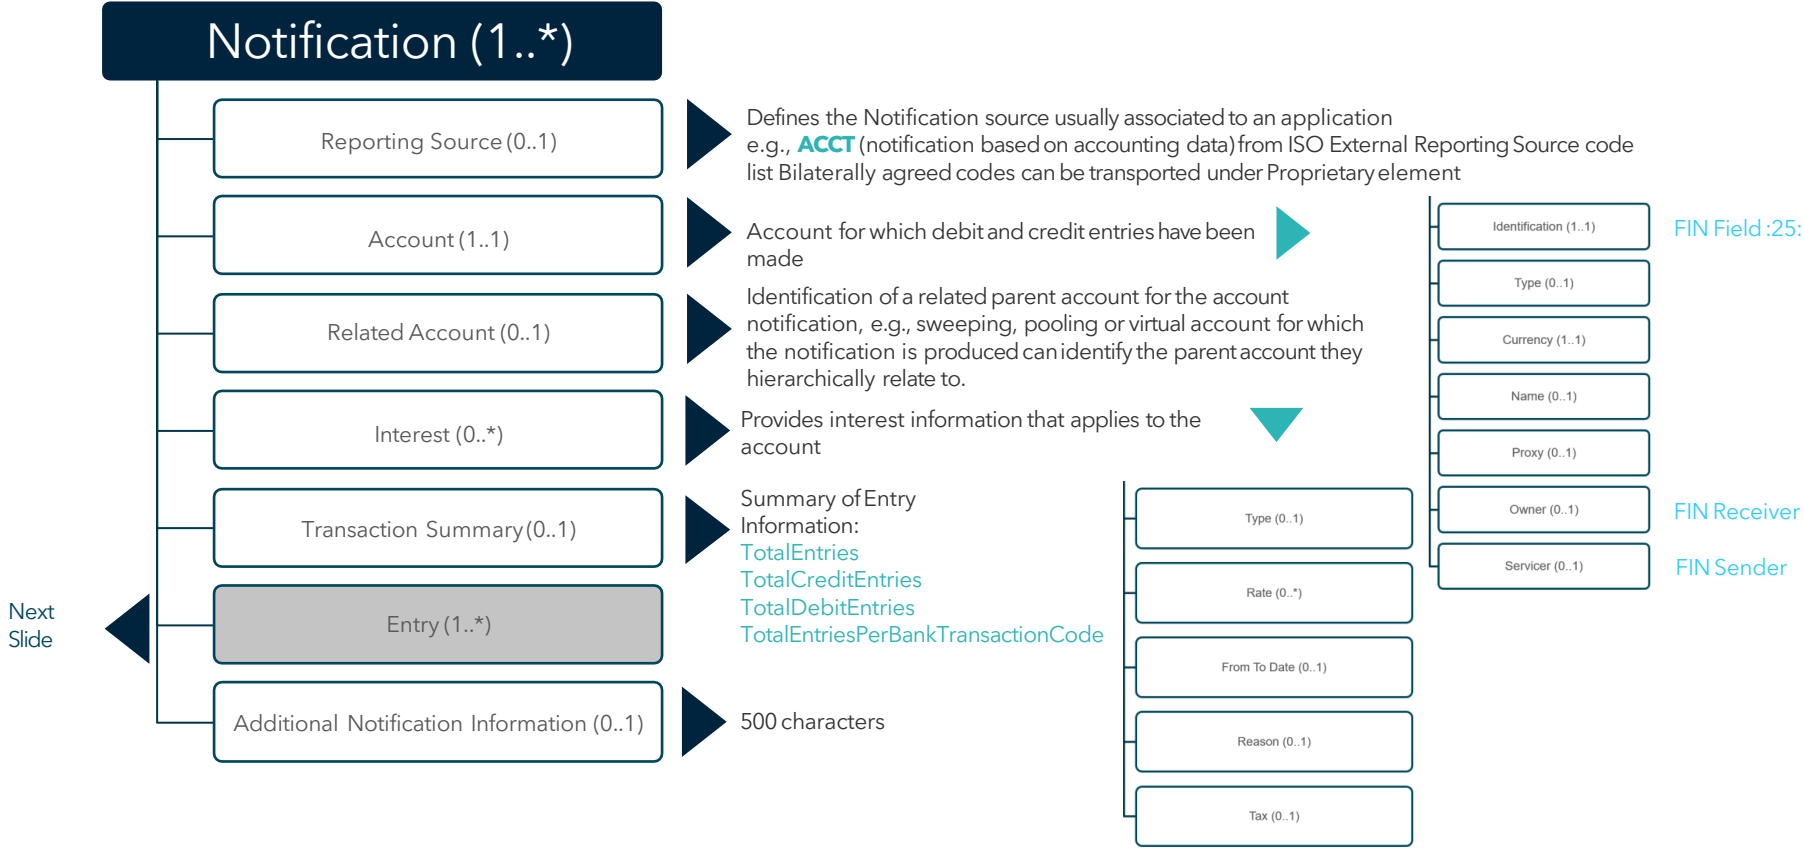 Notification (1..*)
Reporting Source (0..1)
Defines the Notification source usually associated to an application
e.g., ACCT (notification based on accounting data) from ISO External Reporting Source code
list Bilaterally agreed codes can be transported under Proprietary element
Account (1..1)
Account for which debit and credit entries have been
made
Identification (1..1)
FIN Field :25:
Type (0..1)
Currency (1..1)
Name (0..1)
Proxy (0..1)
Owner (0..1)
FIN Receiver
Servicer (0..1)
FIN Sender
Related Account (0..1)
Identification of a related parent account for the account
notification, e.g., sweeping, pooling or virtual account for which
the notification is produced can identify the parent account they
hierarchically relate to.
Interest (0..*)
Provides interest information that applies to the
account
Type (0..1)
Rate (0..*)
From To Date (0..1)
Reason (0..1)
Tax (0..1)
Transaction Summary (0..1)
Summary of Entry
Information:
TotalEntries
TotalCreditEntries
TotalDebitEntries
TotalEntriesPerBankTransactionCode
Next
Slide
Entry (1..*)
Additional Notification Information (0..1)
500 characters